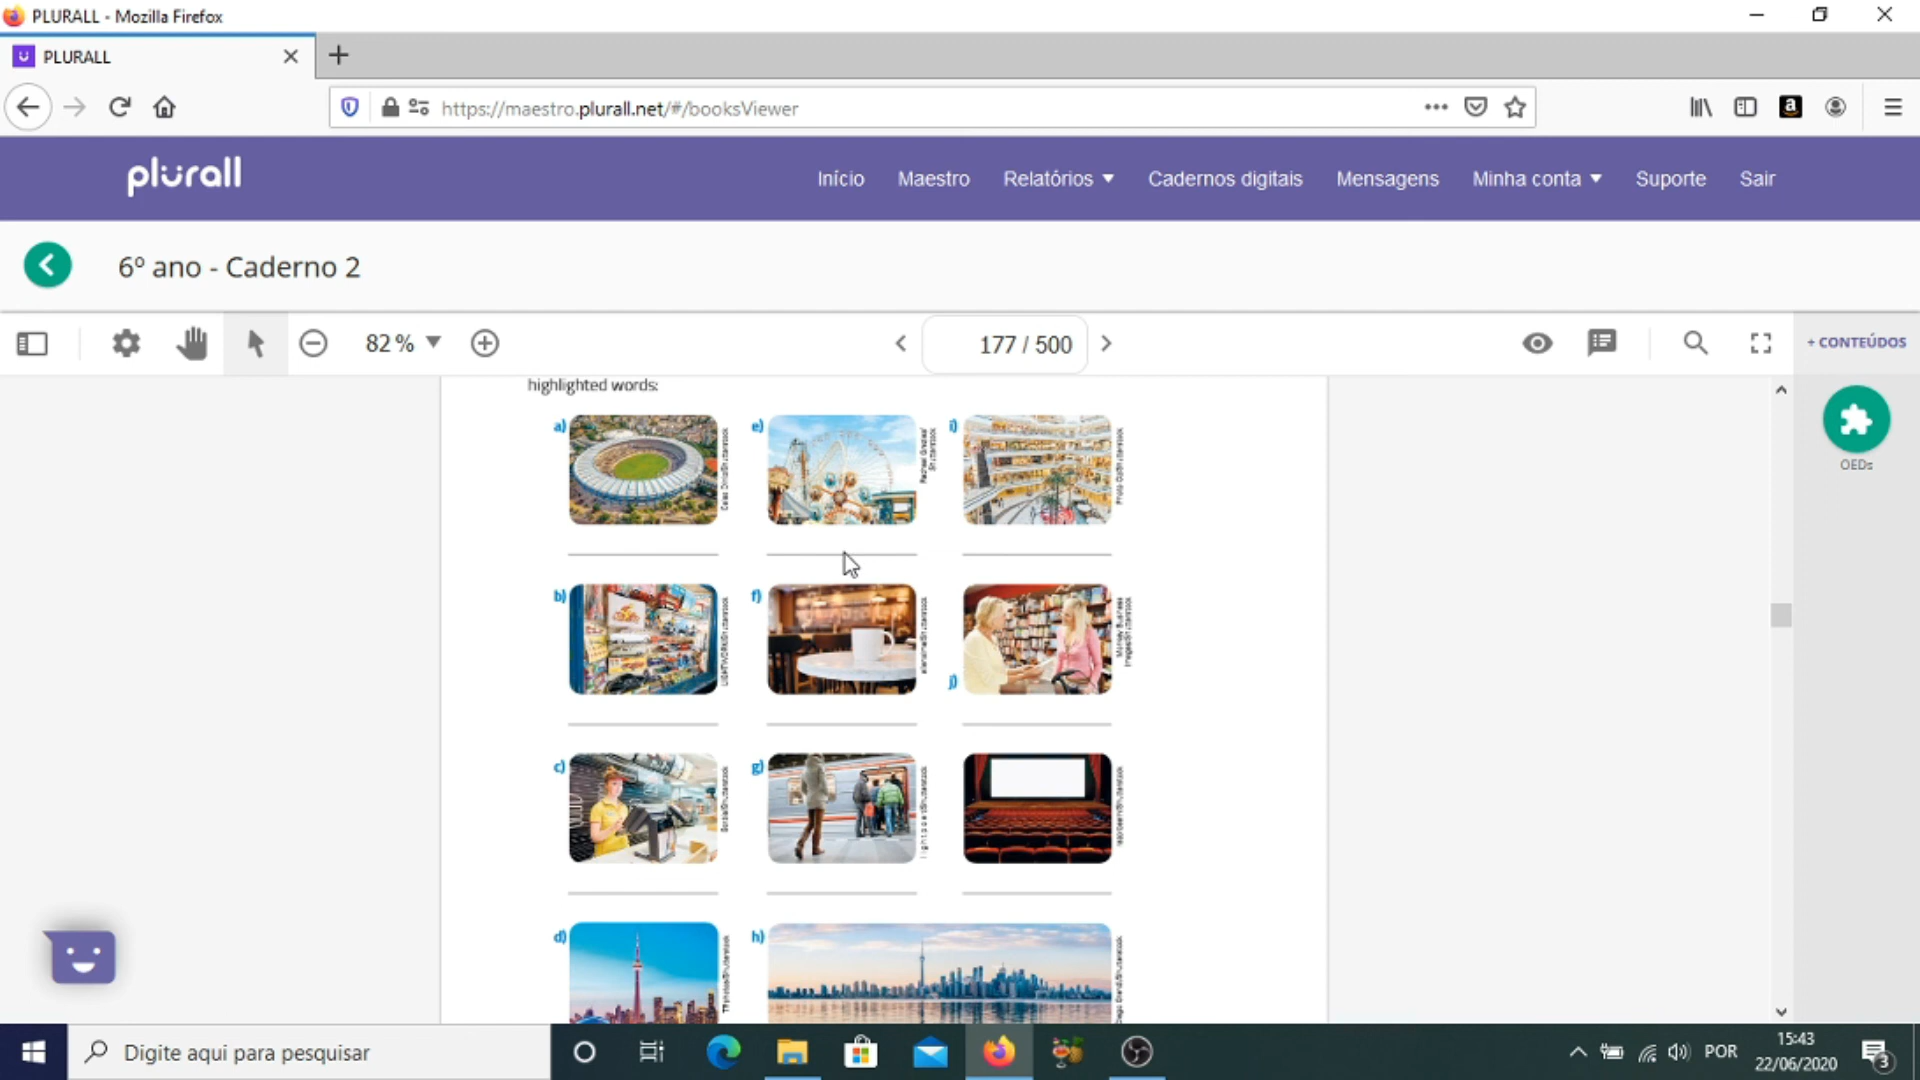 PLURALL - Mozilla Firefox
PLURALL
https://maestro.plurall.net/#/booksViewer
plurall
Início Maestro Relatórios Cadernos digitais Mensagens Minha conta Suporte Sair
6º ano - Caderno 2
82 % 177 / 500 + CONTEÚDOS
OEDs
highlighted words:
a) e) i)
b) f) j)
c) g)
d) h)
Digite aqui para pesquisar
POR
15:43
22/06/2020
3